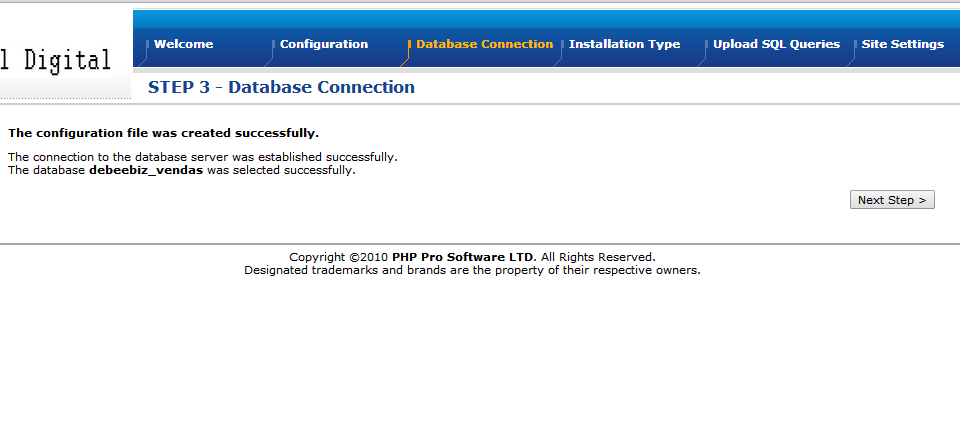 l Digital
Welcome
Configuration
Database Connection
Installation Type
Upload SQL Queries
Site Settings
STEP 3 - Database Connection
The configuration file was created successfully.
The connection to the database server was established successfully.
The database debeebiz_vendas was selected successfully.
Next Step >
Copyright ©2010 PHP Pro Software LTD. All Rights Reserved.
Designated trademarks and brands are the property of their respective owners.